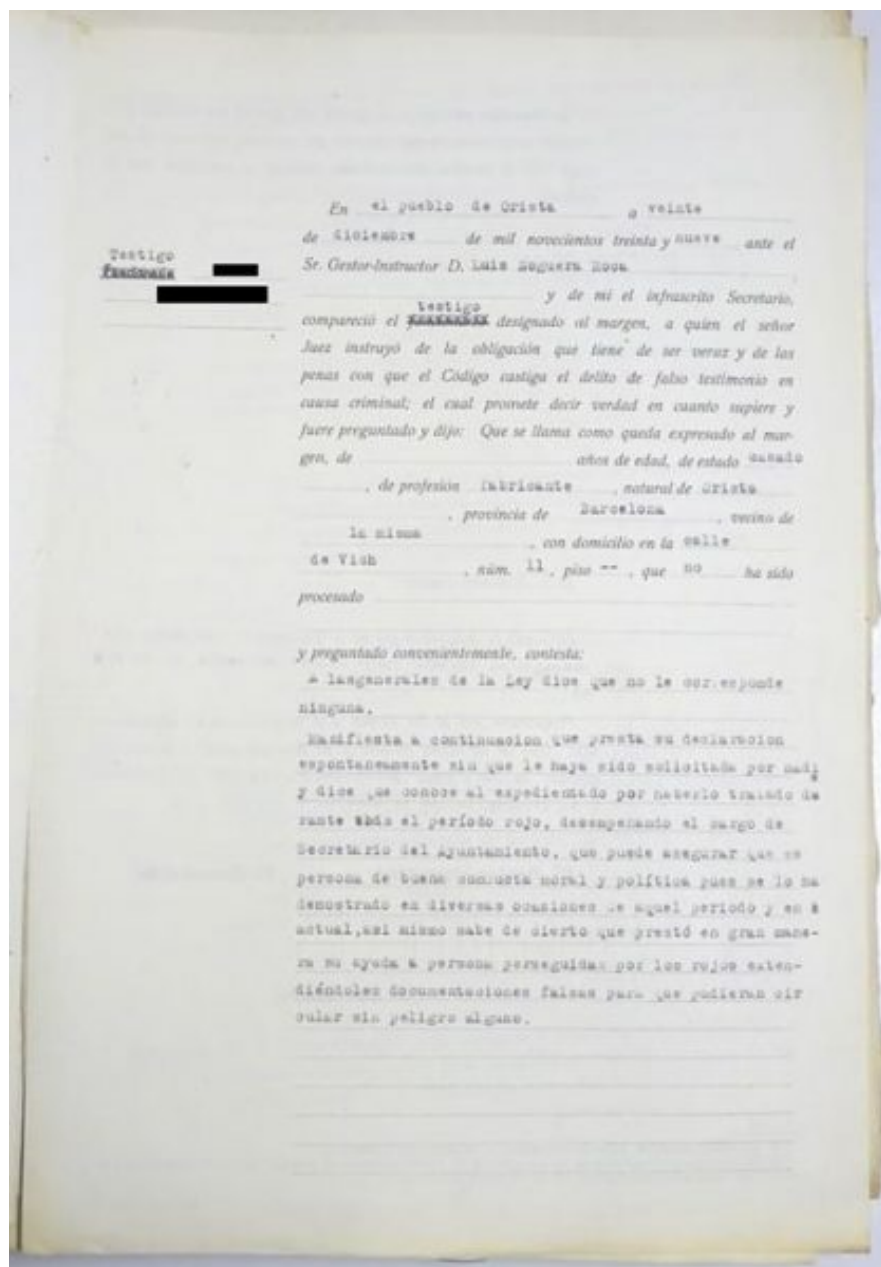 En el pueblo de Orista a veinte
de diciembre de mil novecientos treinta y nueve ante el
Testigo
Sr. Gestor-Instructor D. Luis Noguera Roca
y de mí el infrascrito Secretario,
testigo
compareció el designado al margen, a quien el señor
Juez instruyó de la obligación que tiene de ser veraz y de las
penas con que el Código castiga el delito de falso testimonio en
causa criminal; el cual promete decir verdad en cuanto supiere y
fuere preguntado y dijo: Que se llama como queda expresado al mar-
gen, de años de edad, de estado casado
, de profesión fabricante , natural de Orista
, provincia de Barcelona , vecino de
la misma , con domicilio en la calle
de Vich , núm. 11 , piso -- , que no ha sido
procesado
y preguntado convenientemente, contesta:
A lasgenerales de la Ley dice que no le corresponde
ninguna.
Manifiesta a continuacion que presta su declaracion
espontaneamente sin que le haya sido solicitada por nadie
y dice que conoce al expedientado por haberlo tratado du
rante el período rojo, desempeñando el cargo de
Secretario del Ayuntamiento, que puede asegurar que es
persona de buena conducta moral y política pues se lo ha
demostrado en diversas ocasiones de aquel periodo y en
actual,asi mismo sabe de cierto que prestó en gran mane-
ra su ayuda a persona perseguidas por los rojos exten-
diéndoles documentaciones falsas para que pudieran cir
cular sin peligro alguno.